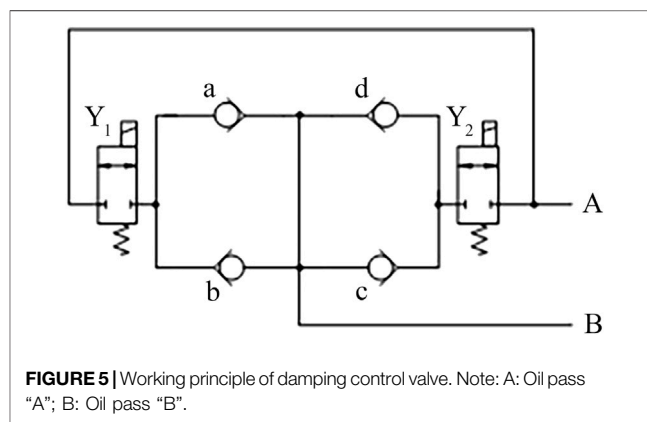 a
d
Y1
Y2
A
b
c
B
FIGURE 5 | Working principle of damping control valve. Note: A: Oil pass
“A”; B: Oil pass “B”.